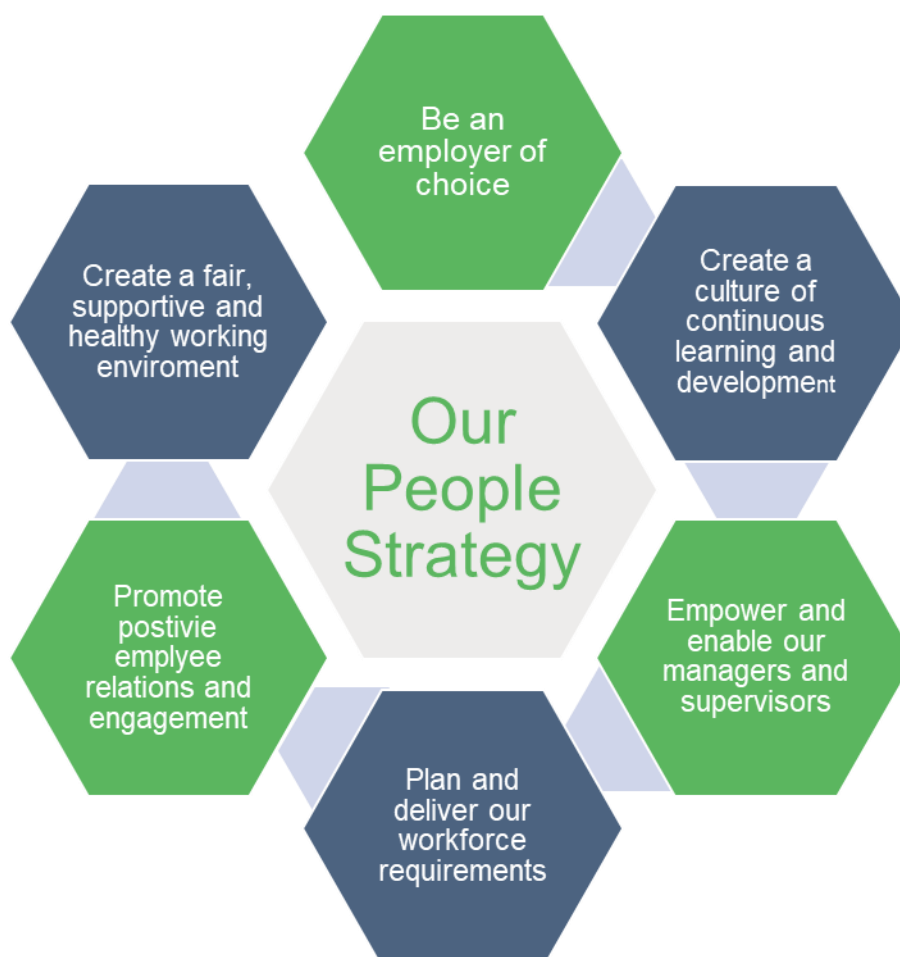 Be an
employer of
choice
Create a
culture of
continuous
learning and
development
Empower and
enable our
managers and
supervisors
Plan and
deliver our
workforce
requirements
Promote
postivie
emplyee
relations and
engagement
Create a fair,
supportive and
healthy working
enviroment
Our
People
Strategy